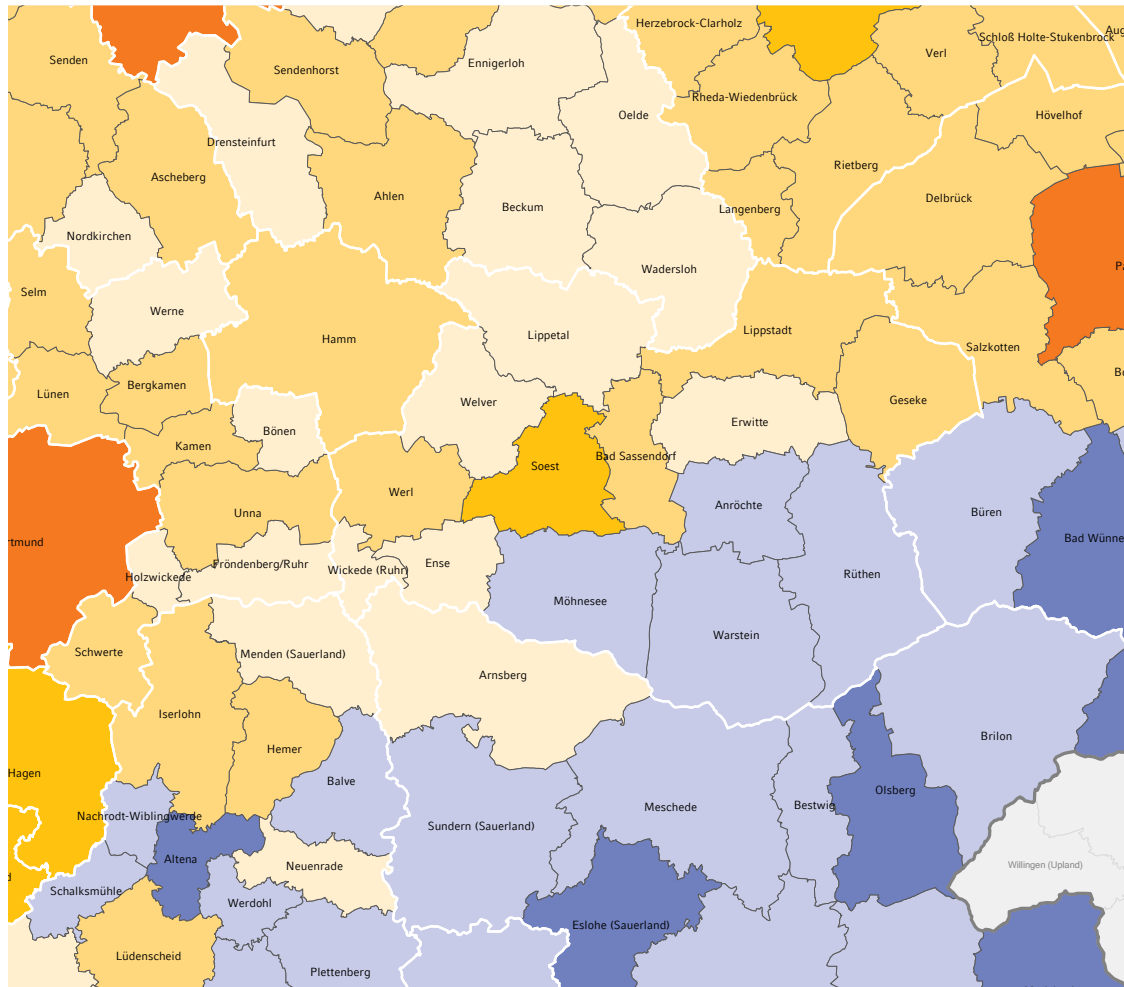 Herzebrock-Clarholz
Schloß Holte-Stukenbrock
Verl
Senden
Sendenhorst
Ennigerloh
Rheda-Wiedenbrück
Oelde
Hövelhof
Drensteinfurt
Rietberg
Ascheberg
Ahlen
Delbrück
Beckum
Langenberg
Nordkirchen
Wadersloh
Selm
Werne
Lippstadt
Lippetal
Hamm
Salzkotten
Bergkamen
Lünen
Geseke
Welver
Erwitte
Bönen
Kamen
Bad Sassendorf
Soest
Werl
Anröchte
Unna
Büren
rtmund
Bad Wünne
Fröndenberg/Ruhr
Ense
Wickede (Ruhr)
Holzwickede
Rüthen
Möhnesee
Warstein
Schwerte
Menden (Sauerland)
Arnsberg
Iserlohn
Brilon
Hemer
Hagen
Balve
Olsberg
Bestwig
Meschede
Nachrodt-Wiblingwerde
Sundern (Sauerland)
Altena
Neuenrade
Willingen (Upland)
Schalksmühle
Werdohl
Eslohe (Sauerland)
Lüdenscheid
Plettenberg